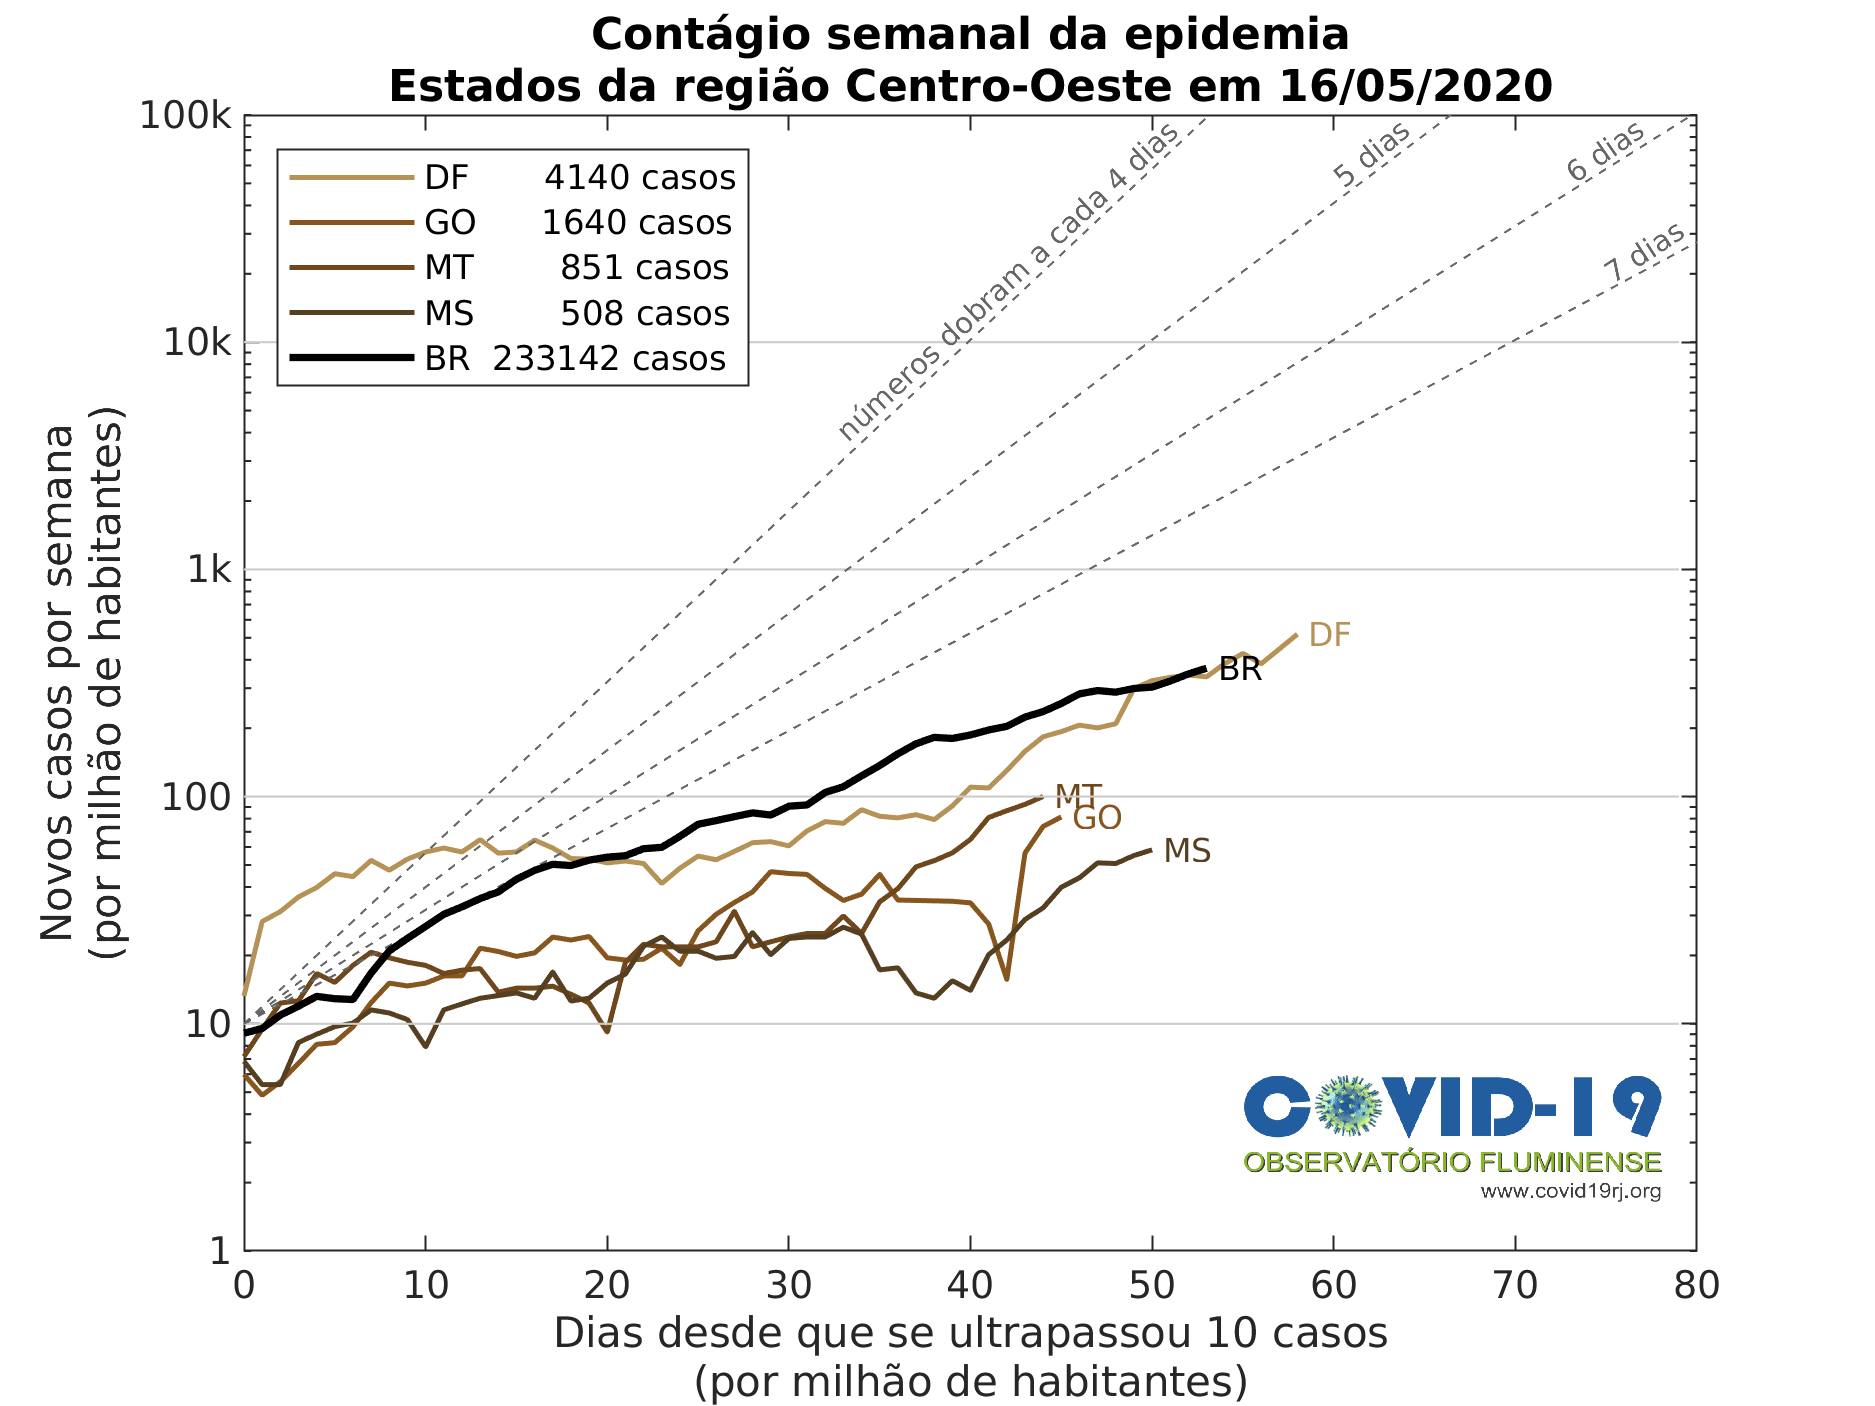 Contágio semanal da epidemia
Estados da região Centro-Oeste em 16/05/2020
100k
10k
1k
100
10
1
Novos casos por semana
(por milhão de habitantes)
DF 4140 casos
GO 1640 casos
MT 851 casos
MS 508 casos
BR 233142 casos
números dobram a cada 4 dias
5 dias
6 dias
7 dias
DF
BR
MT
GO
MS
COVID-19
OBSERVATÓRIO FLUMINENSE
www.covid19rj.org
0 10 20 30 40 50 60 70 80
Dias desde que se ultrapassou 10 casos
(por milhão de habitantes)